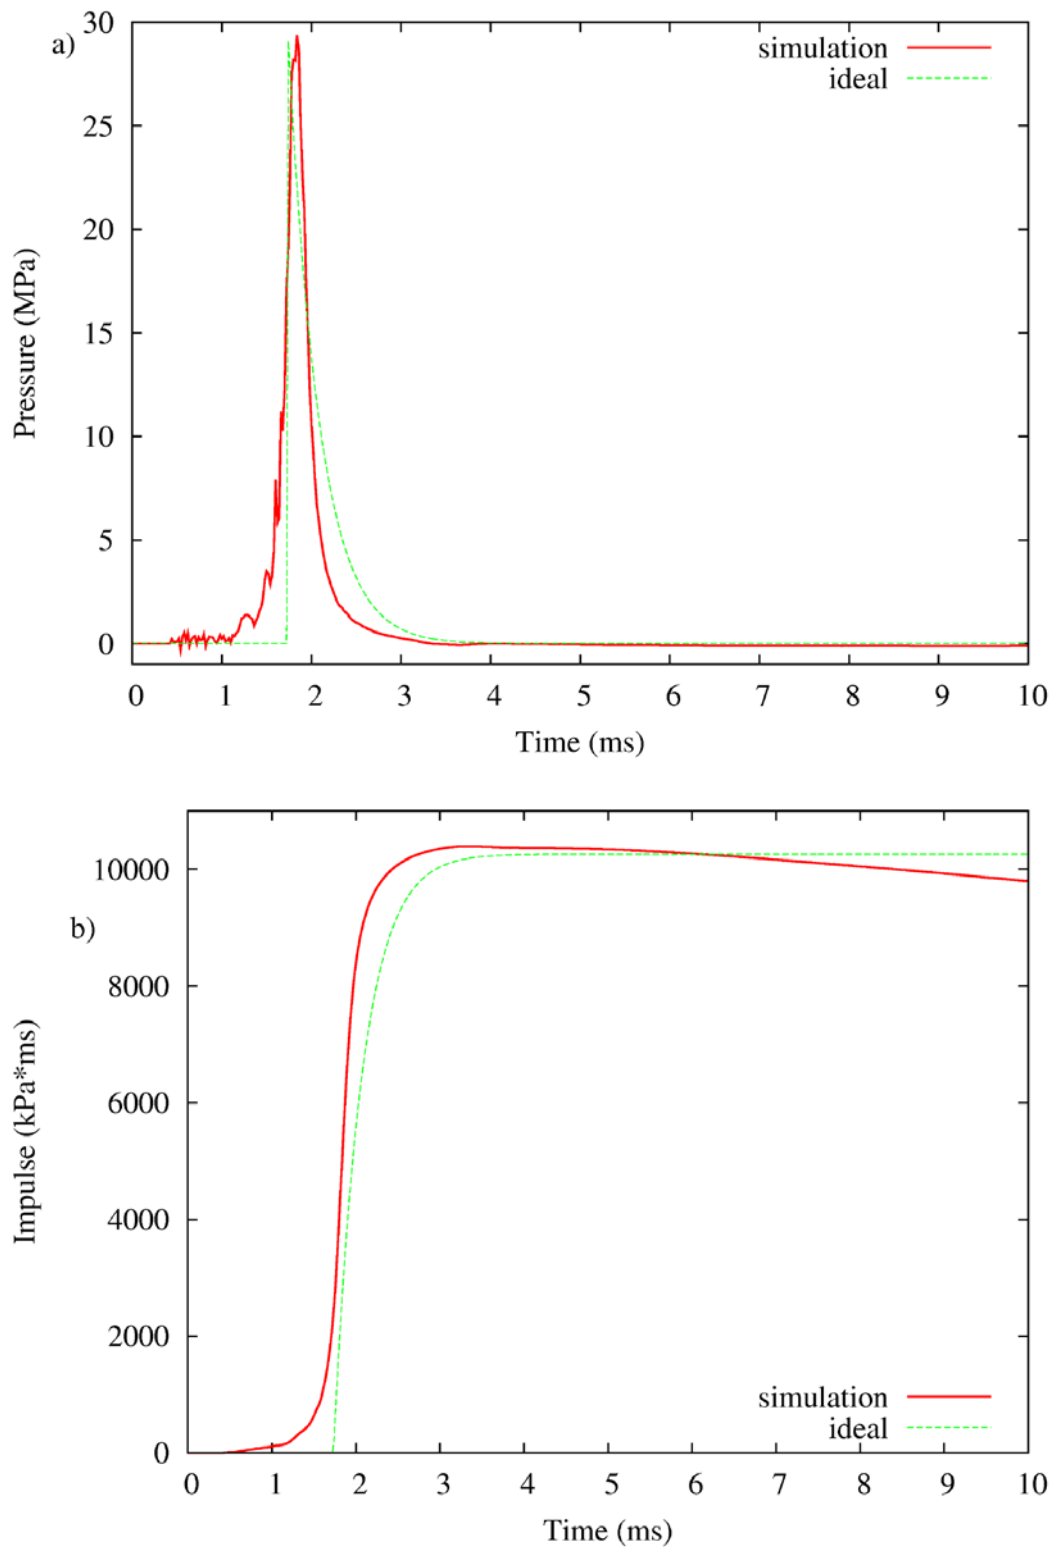 a)
30
25
20
15
10
5
0
Pressure (MPa)
simulation
ideal
0 1 2 3 4 5 6 7 8 9 10
Time (ms)
b)
10000
8000
6000
4000
2000
0
Impulse (kPa*ms)
simulation
ideal
0 1 2 3 4 5 6 7 8 9 10
Time (ms)